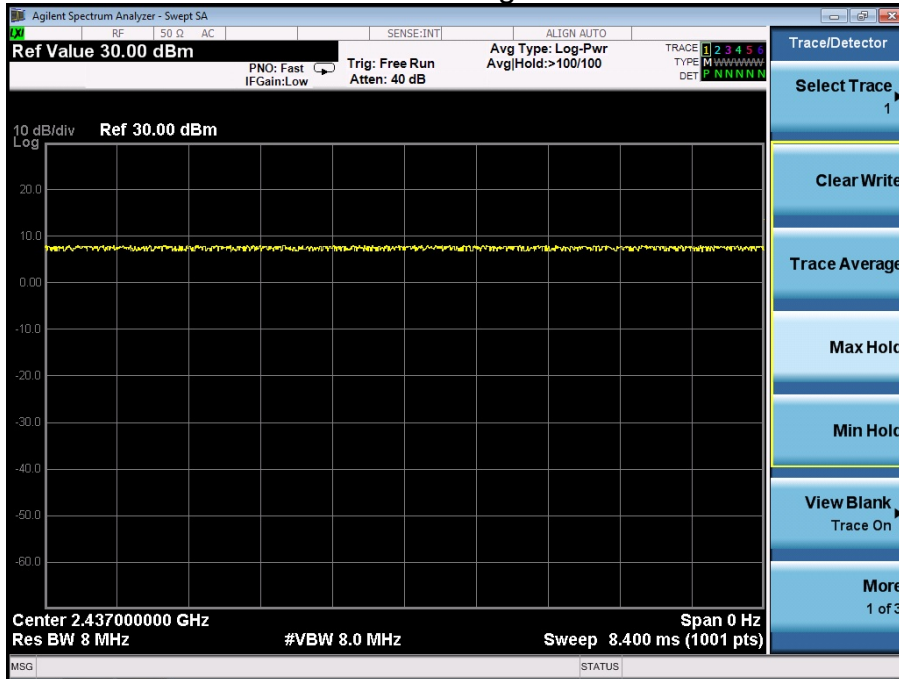 Agilent Spectrum Analyzer - Swept SA
LXI RF 50 Ω AC SENSE:INT ALIGN AUTO
Ref Value 30.00 dBm
PNO: Fast
IFGain:Low
Trig: Free Run
Atten: 40 dB
Avg Type: Log-Pwr
Avg|Hold:>100/100
TRACE 1 2 3 4 5 6
TYPE M WWWWW
DET P N N N N N
10 dB/div Ref 30.00 dBm
Log
20.0
10.0
0.00
-10.0
-20.0
-30.0
-40.0
-50.0
-60.0
Center 2.437000000 GHz Span 0 Hz
Res BW 8 MHz #VBW 8.0 MHz Sweep 8.400 ms (1001 pts)
MSG STATUS
Trace/Detector
Select Trace
1
Clear Write
Trace Average
Max Hold
Min Hold
View Blank
Trace On
More
1 of 3